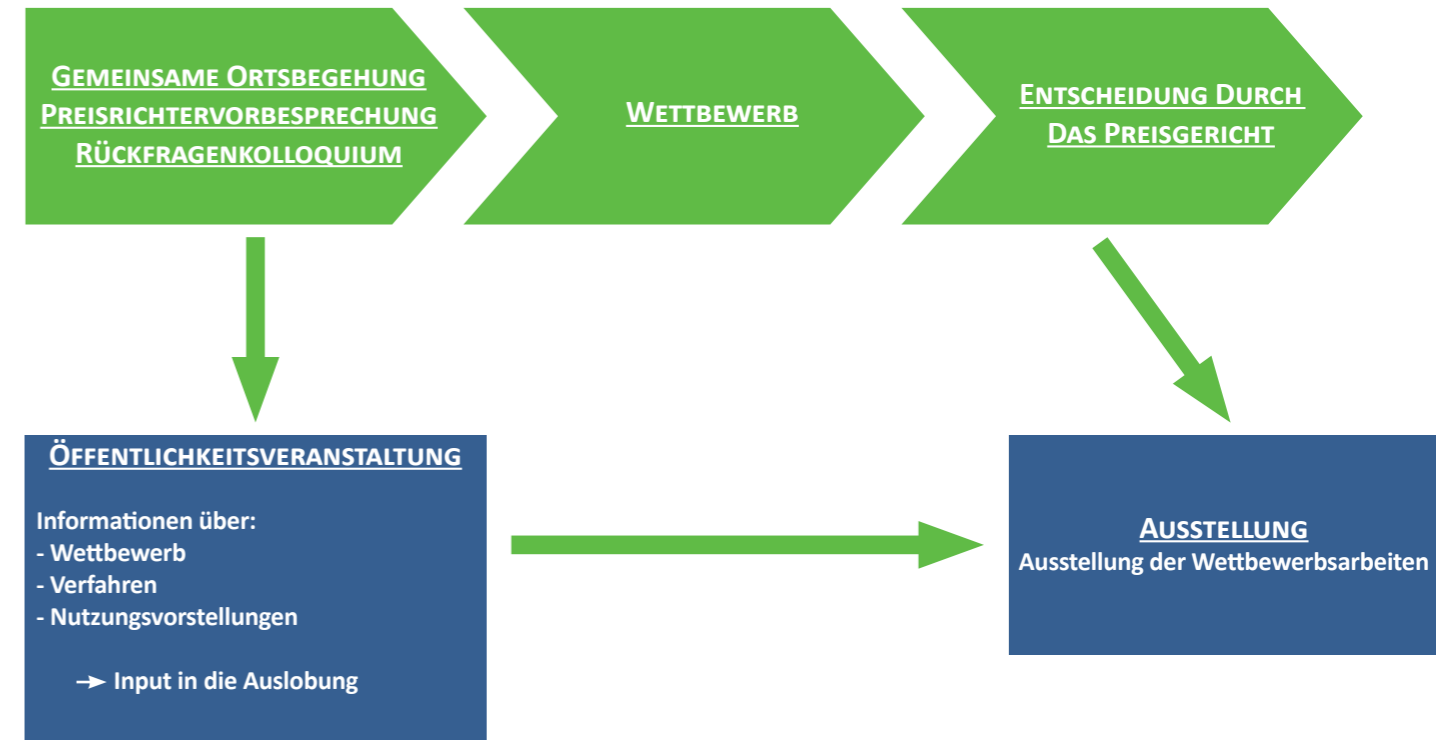 Gemeinsame Ortsbegehung
Preisrichtervorbesprechung
Rückfragenkolloquium
Wettbewerb
Entscheidung Durch
Das Preisgericht
Öffentlichkeitsveranstaltung
Informationen über:
- Wettbewerb
- Verfahren
- Nutzungsvorstellungen
→ Input in die Auslobung
Ausstellung
Ausstellung der Wettbewerbsarbeiten